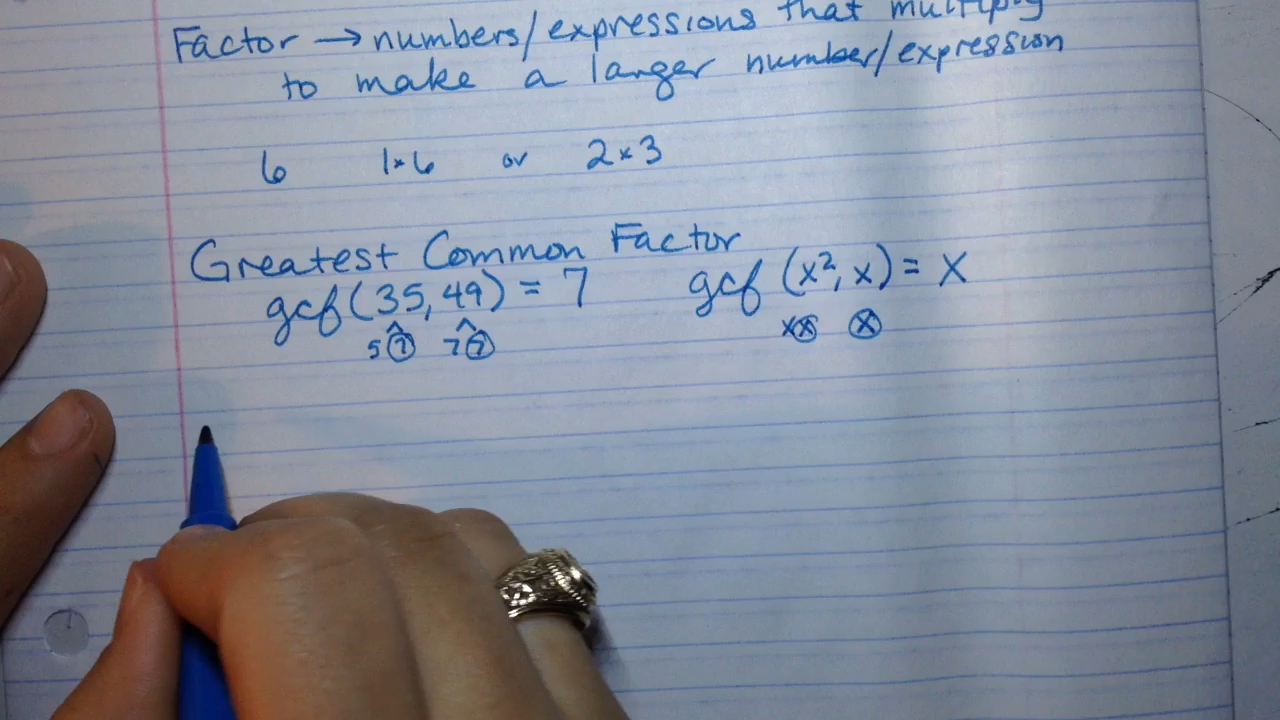 Factor → numbers/expressions that multiply
to make a larger number/expression
6 1×6 or 2×3
Greatest Common Factor
gcf (35, 49) = 7 gcf (x², x) = x
5 7 7 7 x x x